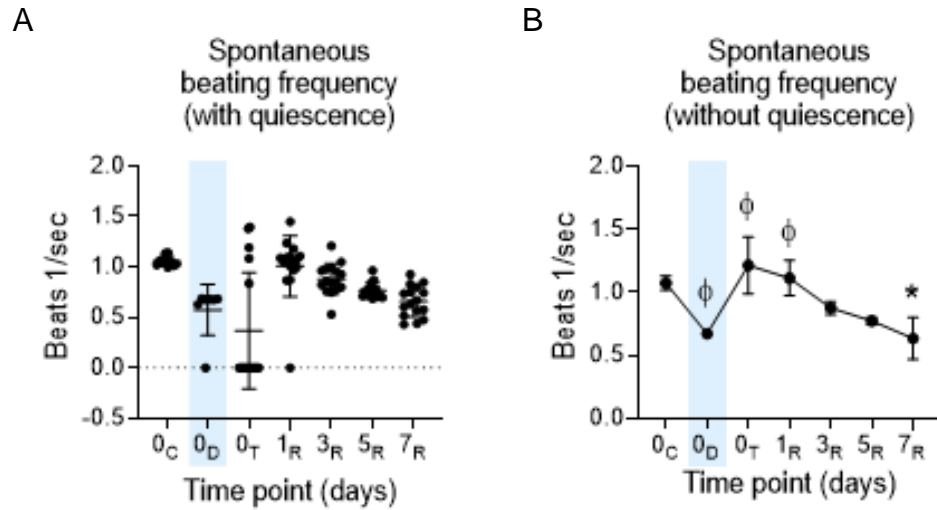 A
Spontaneous
beating frequency
(with quiescence)
Beats 1/sec
2.0
1.5
1.0
0.5
0.0
-0.5
0C 0D 0T 1R 3R 5R 7R
Time point (days)
B
Spontaneous
beating frequency
(without quiescence)
Beats 1/sec
2.0
1.5
1.0
0.5
0.0
ϕ ϕ ϕ *
0C 0D 0T 1R 3R 5R 7R
Time point (days)